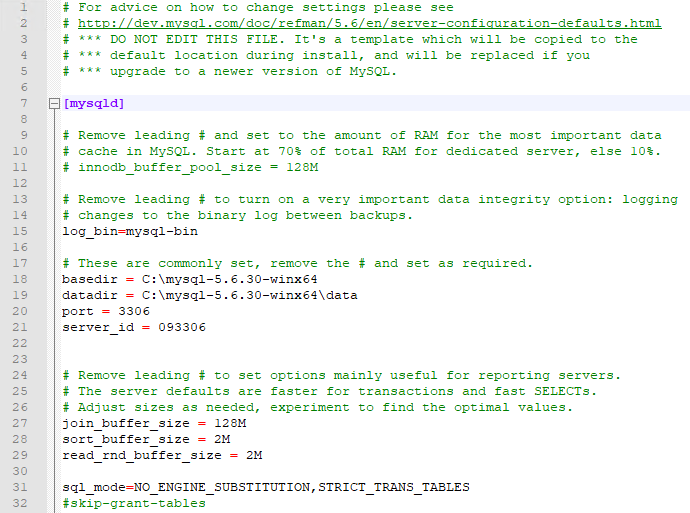 1 # For advice on how to change settings please see
2 # http://dev.mysql.com/doc/refman/5.6/en/server-configuration-defaults.html
3 # *** DO NOT EDIT THIS FILE. It's a template which will be copied to the
4 # *** default location during install, and will be replaced if you
5 # *** upgrade to a newer version of MySQL.
6
7 [mysqld]
8
9 # Remove leading # and set to the amount of RAM for the most important data
10 # cache in MySQL. Start at 70% of total RAM for dedicated server, else 10%.
11 # innodb_buffer_pool_size = 128M
12
13 # Remove leading # to turn on a very important data integrity option: logging
14 # changes to the binary log between backups.
15 log_bin=mysql-bin
16
17 # These are commonly set, remove the # and set as required.
18 basedir = C:\mysql-5.6.30-winx64
19 datadir = C:\mysql-5.6.30-winx64\data
20 port = 3306
21 server_id = 093306
22
23
24 # Remove leading # to set options mainly useful for reporting servers.
25 # The server defaults are faster for transactions and fast SELECTs.
26 # Adjust sizes as needed, experiment to find the optimal values.
27 join_buffer_size = 128M
28 sort_buffer_size = 2M
29 read_rnd_buffer_size = 2M
30
31 sql_mode=NO_ENGINE_SUBSTITUTION,STRICT_TRANS_TABLES
32 #skip-grant-tables